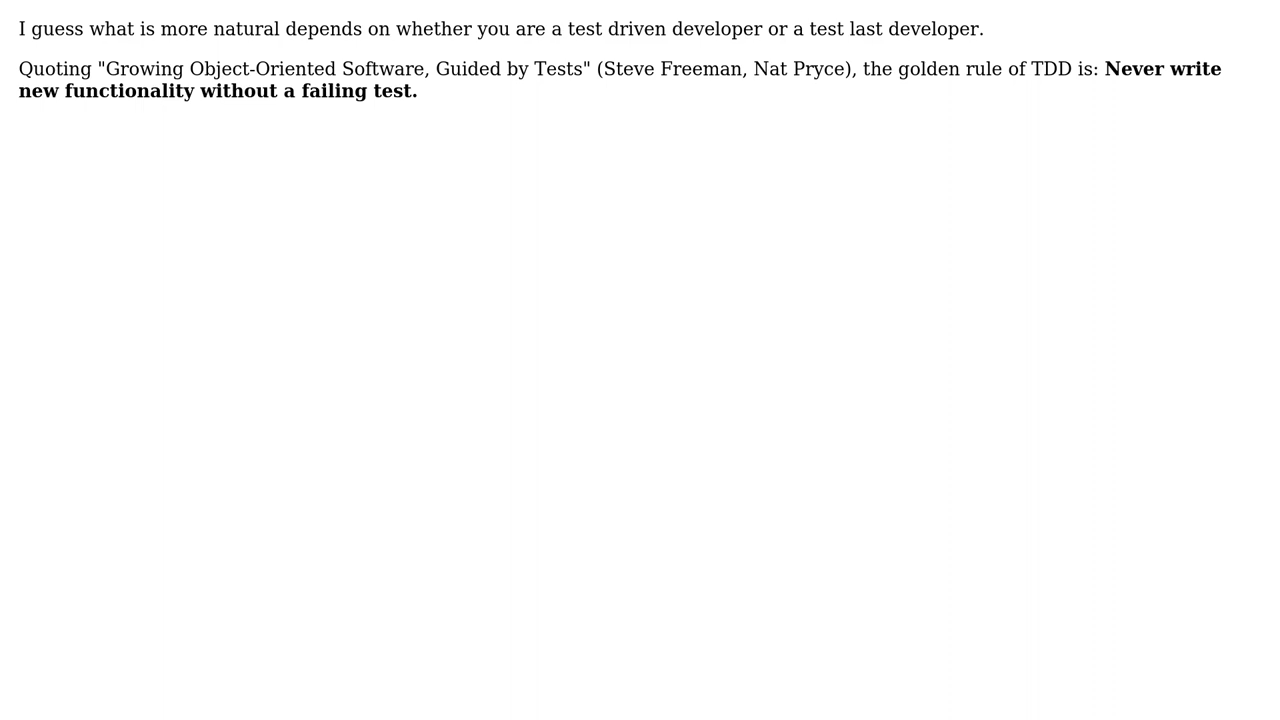 I guess what is more natural depends on whether you are a test driven developer or a test last developer.
Quoting "Growing Object-Oriented Software, Guided by Tests" (Steve Freeman, Nat Pryce), the golden rule of TDD is: Never write
new functionality without a failing test.